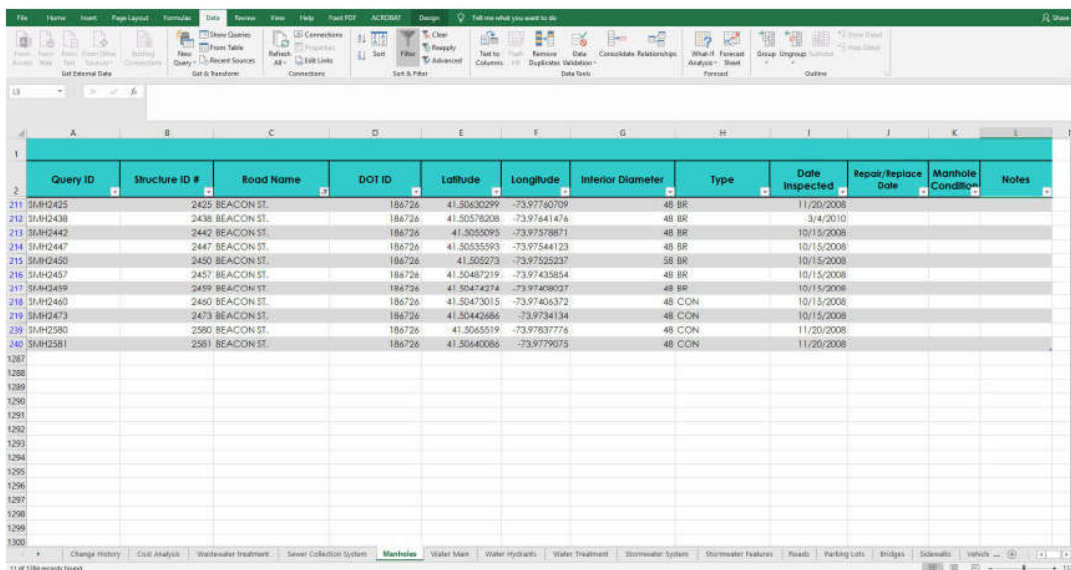 File Home Insert Page Layout Formulas Data Review View Help Foxit PDF ACROBAT Design Tell me what you want to do Share
Show Queries Connections Clear
From Table Properties Reapply
Recent Sources Edit Links Advanced
New Query Refresh All Sort Filter Text to Columns Remove Duplicates Data Validation Consolidate Relationships What-If Analysis Forecast Sheet Group Ungroup Subtotal
Get External Data Get & Transform Connections Sort & Filter Data Tools Forecast Outline
L9 fx
A B C D E F G H I J K L
1
2 Query ID Structure ID # Road Name DOT ID Latitude Longitude Interior Diameter Type Date Inspected Repair/Replace Date Manhole Condition Notes
211 SMH2425 2425 BEACON ST. 186726 41.50630299 -73.97760709 48 BR 11/20/2008
212 SMH2438 2438 BEACON ST. 186726 41.50578208 -73.97641476 48 BR 3/4/2010
213 SMH2442 2442 BEACON ST. 186726 41.5055095 -73.97578871 48 BR 10/15/2008
214 SMH2447 2447 BEACON ST. 186726 41.50535593 -73.97544123 48 BR 10/15/2008
215 SMH2450 2450 BEACON ST. 186726 41.505273 -73.97525237 58 BR 10/15/2008
216 SMH2457 2457 BEACON ST. 186726 41.50487219 -73.97435854 48 BR 10/15/2008
217 SMH2459 2459 BEACON ST. 186726 41.50474274 -73.97408027 48 BR 10/15/2008
218 SMH2460 2460 BEACON ST. 186726 41.50473015 -73.97406372 48 CON 10/15/2008
219 SMH2473 2473 BEACON ST. 186726 41.50442686 -73.9734134 48 CON 10/15/2008
239 SMH2580 2580 BEACON ST. 186726 41.5065519 -73.97837776 48 CON 11/20/2008
240 SMH2581 2581 BEACON ST. 186726 41.50640086 -73.9779075 48 CON 11/20/2008
1287
1288
1289
1290
1291
1292
1293
1294
1295
1296
1297
1298
1299
1300
Change History Cost Analysis Wastewater treatment Sewer Collection System Manholes Water Main Water Hydrants Water Treatment Stormwater System Stormwater Features Roads Parking Lots Bridges Sidewalks Vehicle ...
11 of 1284 records found